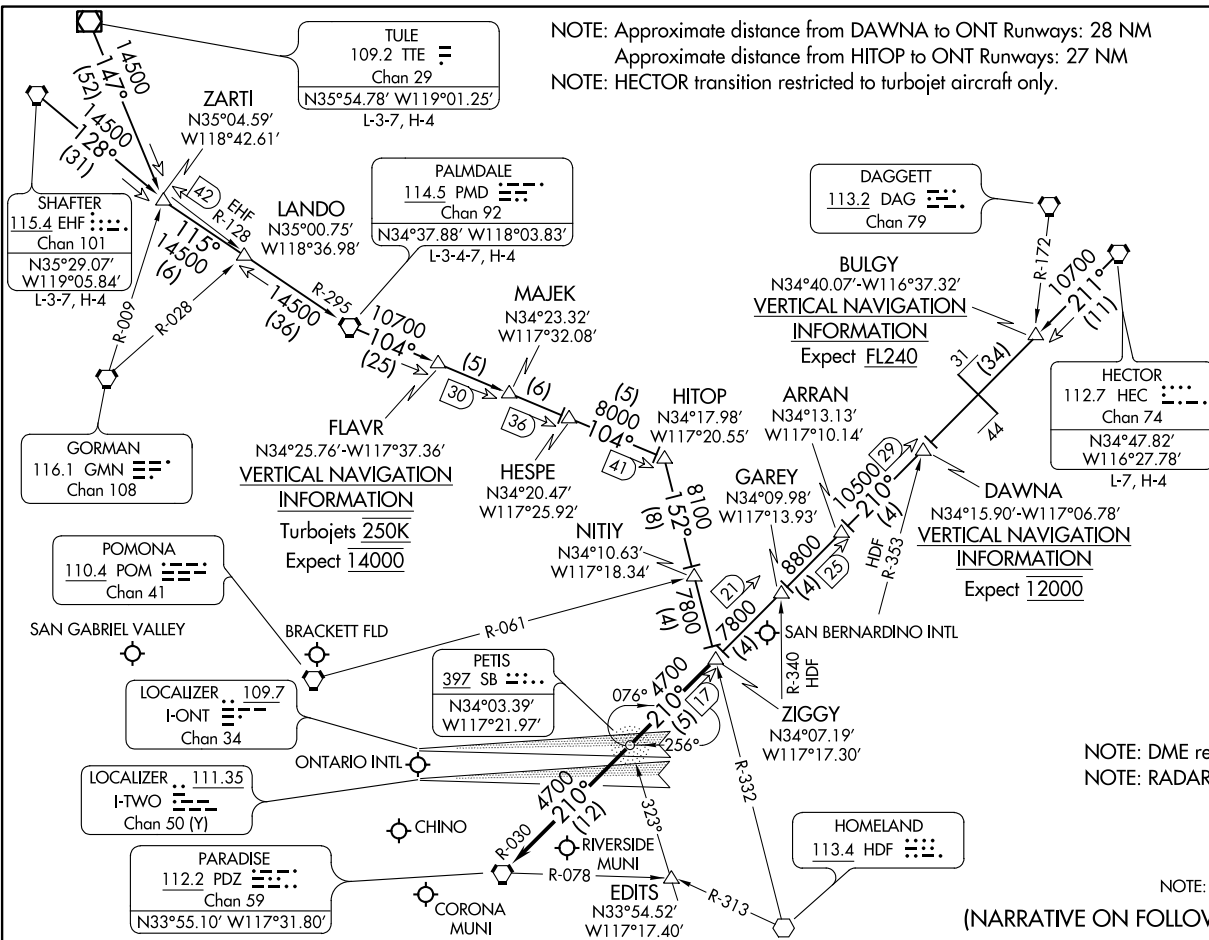 NOTE: Approximate distance from DAWNA to ONT Runways: 28 NM
Approximate distance from HITOP to ONT Runways: 27 NM
NOTE: HECTOR transition restricted to turbojet aircraft only.
TULE
109.2 TTE
Chan 29
N35°54.78' W119°01.25'
L-3-7, H-4
14500
147°
(52)
14500
128°
(31)
ZARTI
N35°04.59'
W118°42.61'
SHAFTER
115.4 EHF
Chan 101
N35°29.07'
W119°05.84'
L-3-7, H-4
42
EHF
R-128
LANDO
N35°00.75'
W118°36.98'
PALMDALE
114.5 PMD
Chan 92
N34°37.88' W118°03.83'
L-3-4-7, H-4
DAGGETT
113.2 DAG
Chan 79
115°
14500
(6)
R-009
R-028
R-295
14500
(36)
10700
104°
(25)
MAJEK
N34°23.32'
W117°32.08'
BULGY
N34°40.07'-W116°37.32'
VERTICAL NAVIGATION
INFORMATION
Expect FL240
R-172
10700
211°
(11)
(5)
30
(6)
36
(5)
8000
104°
41
HITOP
N34°17.98'
W117°20.55'
ARRAN
N34°13.13'
W117°10.14'
31
(34)
44
HECTOR
112.7 HEC
Chan 74
N34°47.82'
W116°27.78'
L-7, H-4
GORMAN
116.1 GMN
Chan 108
FLAVR
N34°25.76'-W117°37.36'
VERTICAL NAVIGATION
INFORMATION
Turbojets 250K
Expect 14000
HESPE
N34°20.47'
W117°25.92'
GAREY
N34°09.98'
W117°13.93'
29
10500
210°
(4)
DAWNA
N34°15.90'-W117°06.78'
VERTICAL NAVIGATION
INFORMATION
Expect 12000
8100
152°
(8)
NITIY
N34°10.63'
W117°18.34'
HDF
R-353
8800
(4)
25
POMONA
110.4 POM
Chan 41
SAN GABRIEL VALLEY
BRACKETT FLD
R-061
7800
(4)
21
7800
(4)
SAN BERNARDINO INTL
R-340
HDF
PETIS
397 SB
N34°03.39'
W117°21.97'
076°
4700
210°
(5)
17
256°
ZIGGY
N34°07.19'
W117°17.30'
LOCALIZER 109.7
I-ONT
Chan 34
ONTARIO INTL
LOCALIZER 111.35
I-TWO
Chan 50 (Y)
R-332
NOTE: DME re
NOTE: RADAR
4700
210°
(12)
323°
CHINO
R-030
RIVERSIDE
MUNI
HOMELAND
113.4 HDF
PARADISE
112.2 PDZ
Chan 59
N33°55.10' W117°31.80'
R-078
CORONA
MUNI
EDITS
N33°54.52'
W117°17.40'
R-313
NOTE:
(NARRATIVE ON FOLLOV